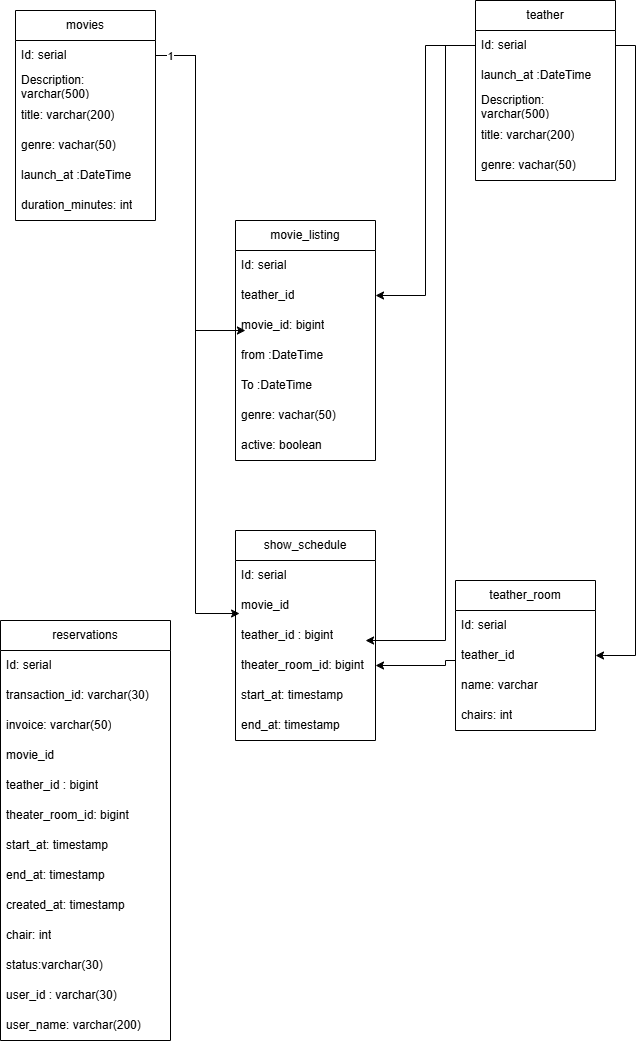 movies
Id: serial
Description:
varchar(500)
title: varchar(200)
genre: vachar(50)
launch_at :DateTime
duration_minutes: int
1
teather
Id: serial
launch_at :DateTime
Description:
varchar(500)
title: varchar(200)
genre: vachar(50)
movie_listing
Id: serial
teather_id
movie_id: bigint
from :DateTime
To :DateTime
genre: vachar(50)
active: boolean
show_schedule
Id: serial
movie_id
teather_id : bigint
theater_room_id: bigint
start_at: timestamp
end_at: timestamp
teather_room
Id: serial
teather_id
name: varchar
chairs: int
reservations
Id: serial
transaction_id: varchar(30)
invoice: varchar(50)
movie_id
teather_id : bigint
theater_room_id: bigint
start_at: timestamp
end_at: timestamp
created_at: timestamp
chair: int
status:varchar(30)
user_id : varchar(30)
user_name: varchar(200)